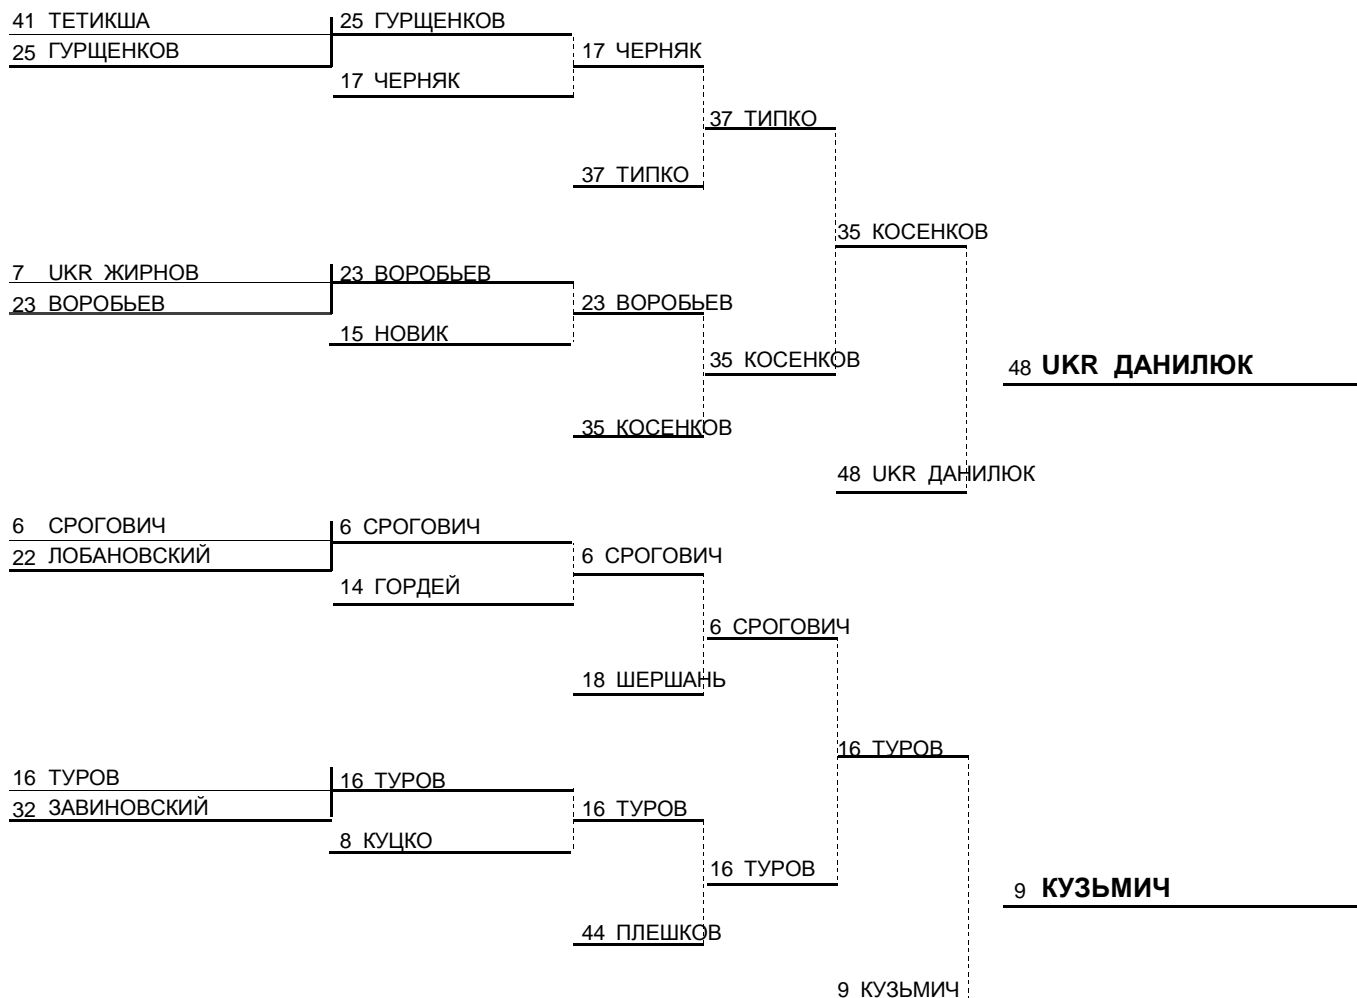 41 ТЕТИКША
25 ГУРЩЕНКОВ
25 ГУРЩЕНКОВ
17 ЧЕРНЯК
17 ЧЕРНЯК
37 ТИПКО
37 ТИПКО
35 КОСЕНКОВ
7 UKR ЖИРНОВ
23 ВОРОБЬЕВ
23 ВОРОБЬЕВ
15 НОВИК
23 ВОРОБЬЕВ
35 КОСЕНКОВ
35 КОСЕНКОВ
48 UKR ДАНИЛЮК
48 UKR ДАНИЛЮК
6 СРОГОВИЧ
22 ЛОБАНОВСКИЙ
6 СРОГОВИЧ
14 ГОРДЕЙ
6 СРОГОВИЧ
6 СРОГОВИЧ
18 ШЕРШАНЬ
16 ТУРОВ
16 ТУРОВ
32 ЗАВИНОВСКИЙ
16 ТУРОВ
8 КУЦКО
16 ТУРОВ
16 ТУРОВ
44 ПЛЕШКОВ
9 КУЗЬМИЧ
9 КУЗЬМИЧ